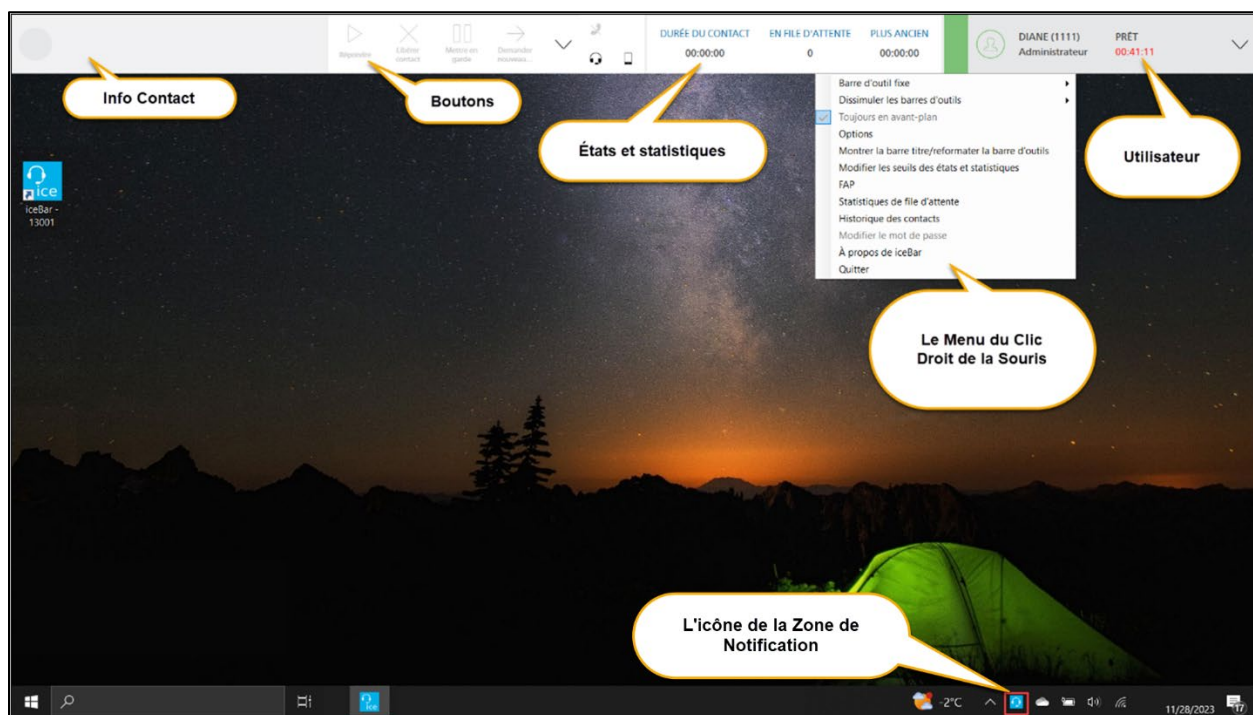 Répondre
Libérer
contact
Mettre en
garde
Demander
nouveau...
DURÉE DU CONTACT
00:00:00
EN FILE D'ATTENTE
0
PLUS ANCIEN
00:00:00
DIANE (1111)
Administrateur
PRÊT
00:41:11
Info Contact
Boutons
États et statistiques
Utilisateur
Barre d'outil fixe
Dissimuler les barres d'outils
Toujours en avant-plan
Options
Montrer la barre titre/reformater la barre d'outils
Modifier les seuils des états et statistiques
FAP
Statistiques de file d'attente
Historique des contacts
Modifier le mot de passe
À propos de iceBar
Quitter
ice
iceBar -
13001
Le Menu du Clic
Droit de la Souris
L'icône de la Zone de
Notification
ice
-2°C
11/28/2023
17